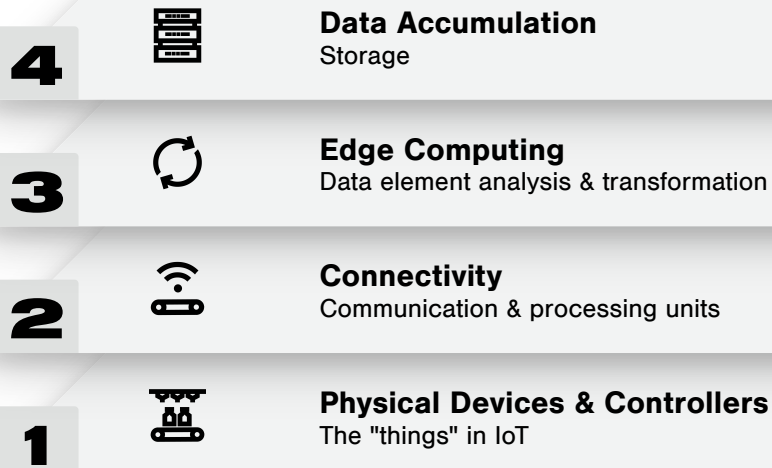 4
Data Accumulation
Storage
3
Edge Computing
Data element analysis & transformation
2
Connectivity
Communication & processing units
1
Physical Devices & Controllers
The "things" in IoT